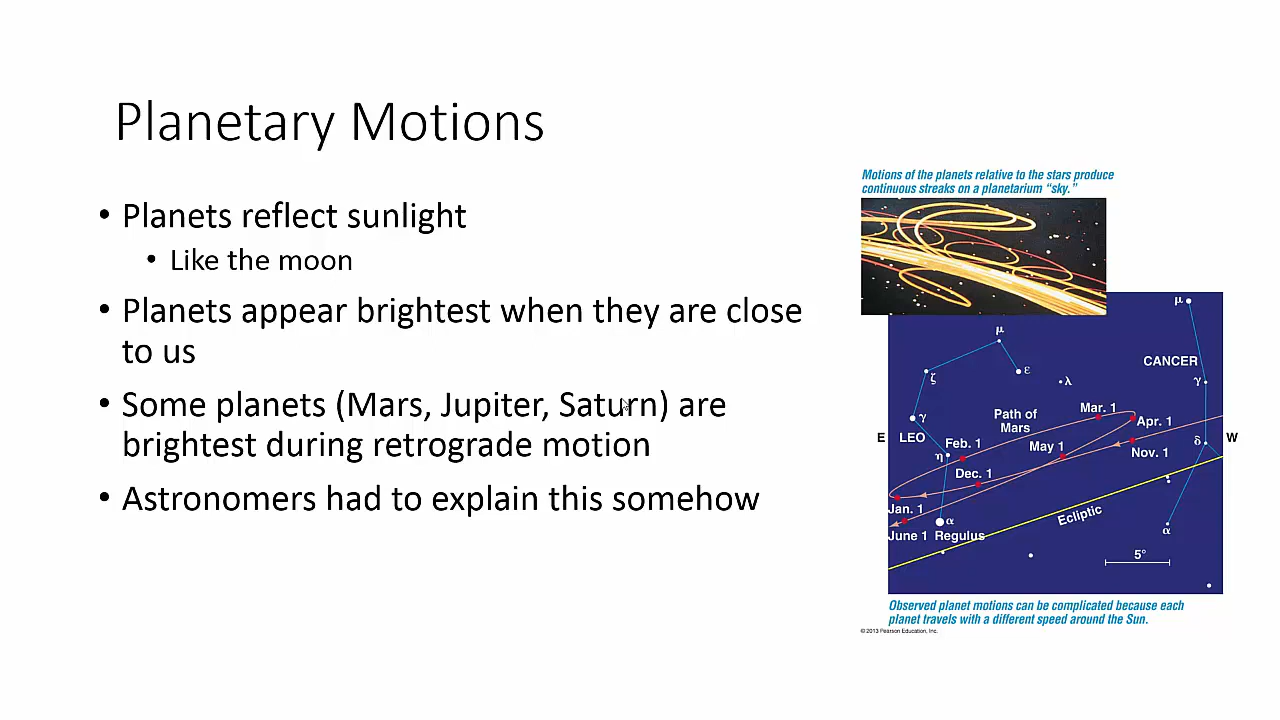 Planetary Motions
• Planets reflect sunlight
• Like the moon
• Planets appear brightest when they are close
to us
• Some planets (Mars, Jupiter, Saturn) are
brightest during retrograde motion
• Astronomers had to explain this somehow
Motions of the planets relative to the stars produce
continuous streaks on a planetarium “sky.”
μ
μ
ε
ζ
λ
CANCER
γ
Mar. 1
Path of
Mars
γ
Apr. 1
E
LEO
Feb. 1
May 1
δ
W
η
Nov. 1
Dec. 1
Jan. 1
α
Ecliptic
α
June 1
Regulus
5°
Observed planet motions can be complicated because each
planet travels with a different speed around the Sun.
© 2013 Pearson Education, Inc.